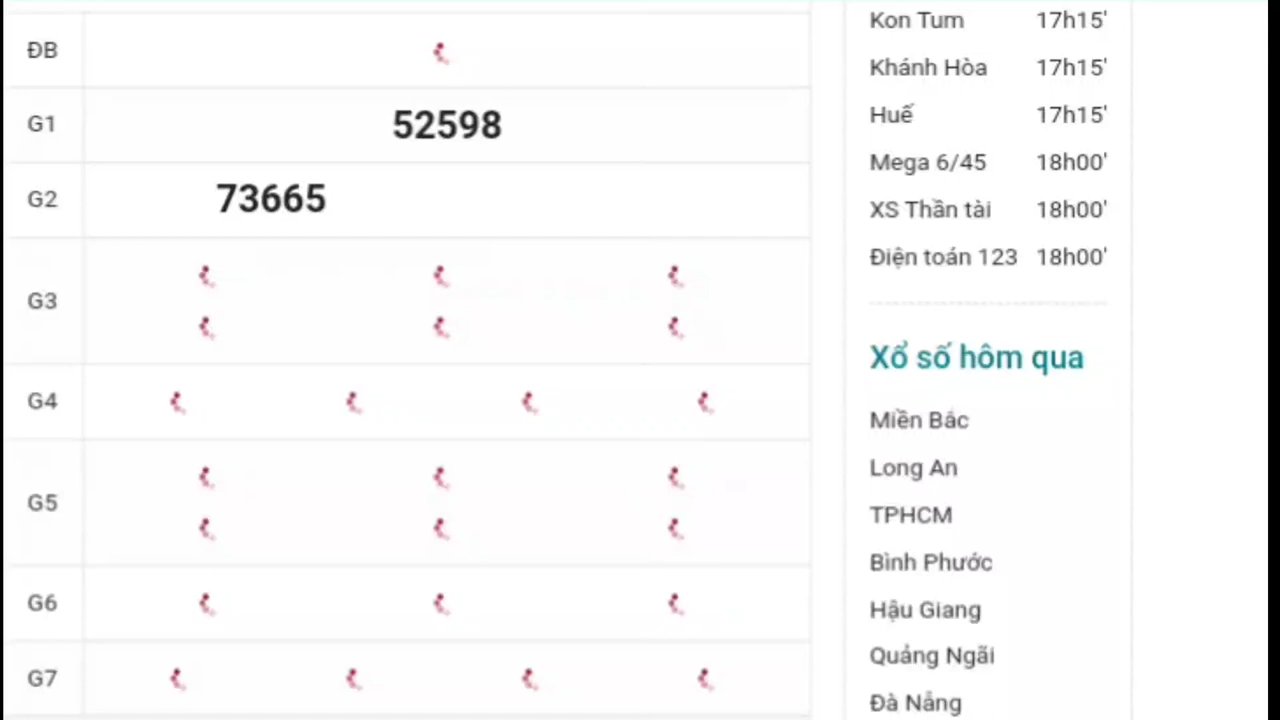 ĐB
G1 52598
G2 73665
G3
G4
G5
G6
G7
Kon Tum 17h15'
Khánh Hòa 17h15'
Huế 17h15'
Mega 6/45 18h00'
XS Thần tài 18h00'
Điện toán 123 18h00'
Xổ số hôm qua
Miền Bắc
Long An
TPHCM
Bình Phước
Hậu Giang
Quảng Ngãi
Đà Nẵng